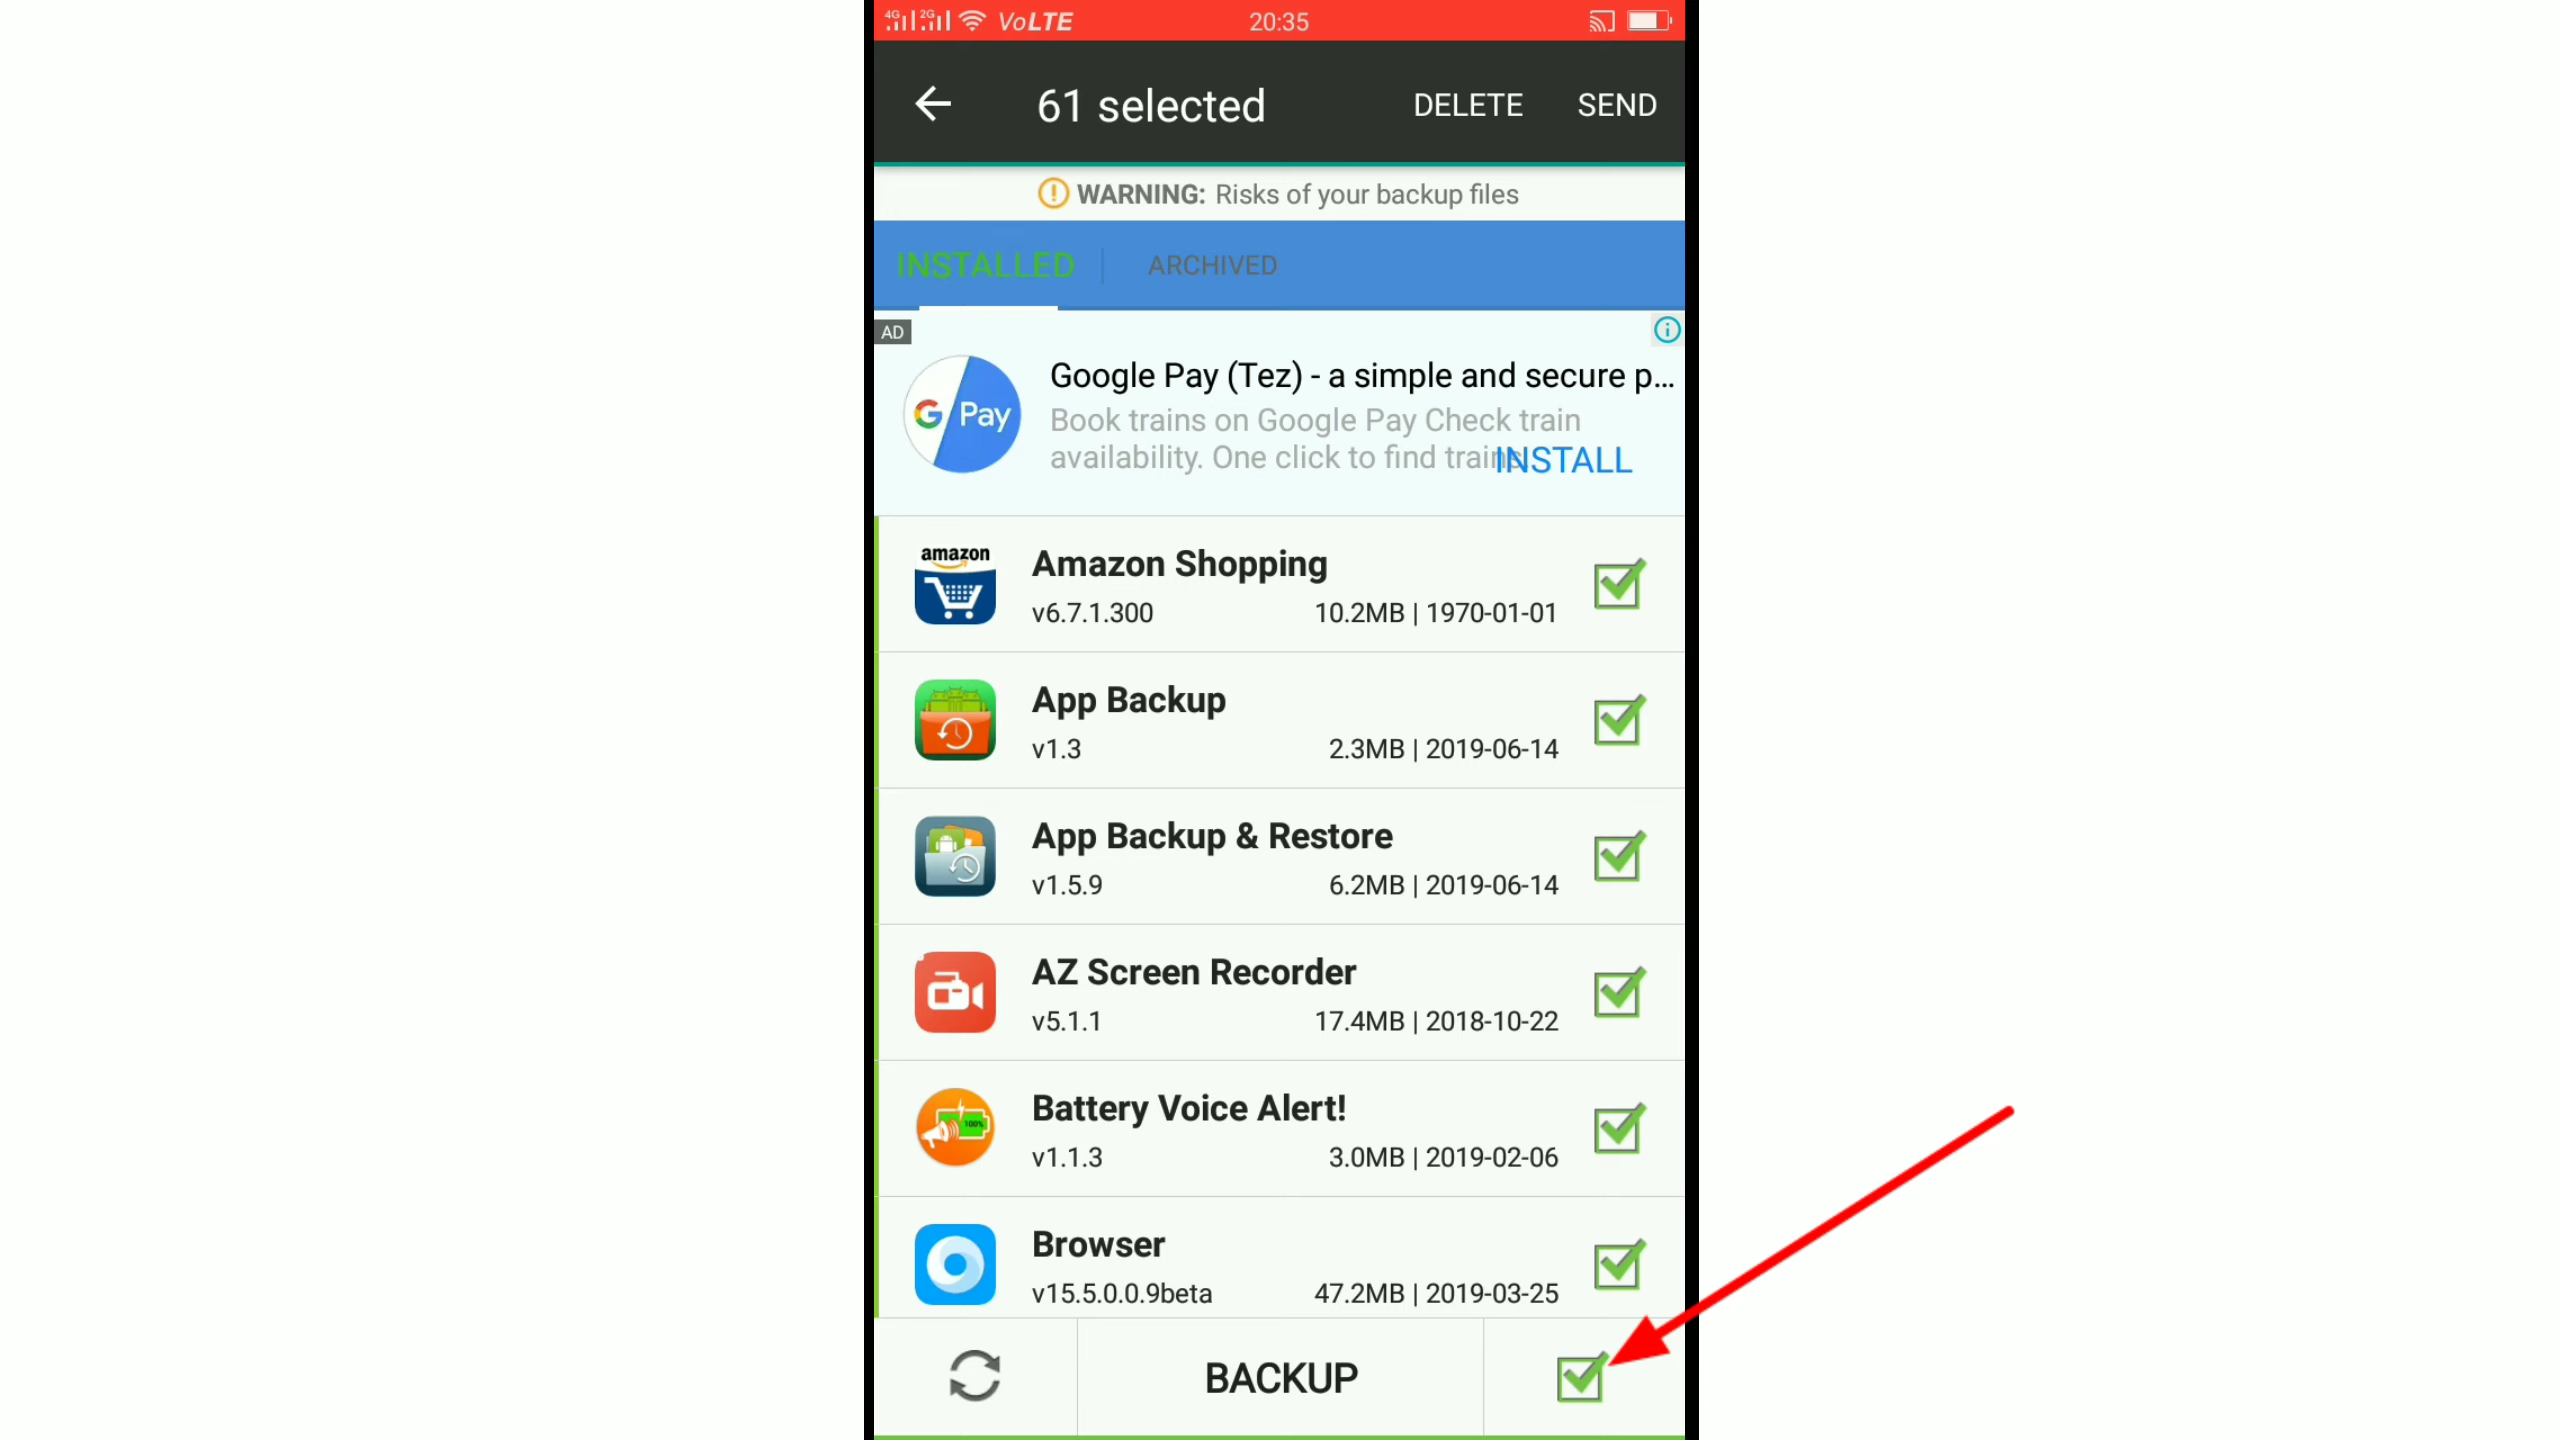 4G 2G VoLTE 20:35
61 selected DELETE SEND
WARNING: Risks of your backup files
INSTALLED ARCHIVED
AD
Google Pay (Tez) - a simple and secure p...
G Pay
Book trains on Google Pay Check train
availability. One click to find trains
INSTALL
amazon
Amazon Shopping
v6.7.1.300 10.2MB | 1970-01-01
App Backup
v1.3 2.3MB | 2019-06-14
App Backup & Restore
v1.5.9 6.2MB | 2019-06-14
AZ Screen Recorder
v5.1.1 17.4MB | 2018-10-22
Battery Voice Alert!
100%
v1.1.3 3.0MB | 2019-02-06
Browser
v15.5.0.0.9beta 47.2MB | 2019-03-25
BACKUP